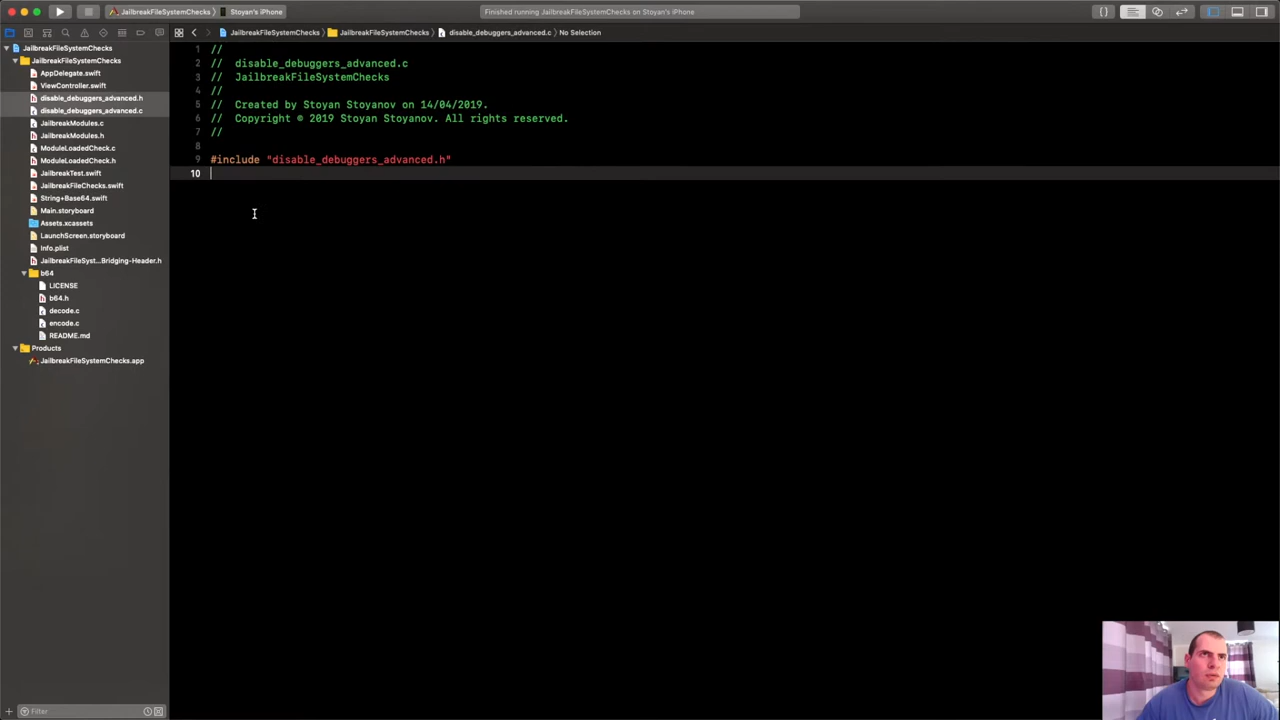 JailbreakFileSystemChecks
Stoyan's iPhone
Finished running JailbreakFileSystemChecks on Stoyan's iPhone
JailbreakFileSystemChecks
JailbreakFileSystemChecks
disable_debuggers_advanced.c
No Selection
JailbreakFileSystemChecks
JailbreakFileSystemChecks
AppDelegate.swift
ViewController.swift
disable_debuggers_advanced.h
disable_debuggers_advanced.c
JailbreakModules.c
JailbreakModules.h
ModuleLoadedCheck.c
ModuleLoadedCheck.h
JailbreakTest.swift
JailbreakFileChecks.swift
String+Base64.swift
Main.storyboard
Assets.xcassets
LaunchScreen.storyboard
Info.plist
JailbreakFileSyst...Bridging-Header.h
b64
LICENSE
b64.h
decode.c
encode.c
README.md
Products
JailbreakFileSystemChecks.app
Filter
1 //
2 // disable_debuggers_advanced.c
3 // JailbreakFileSystemChecks
4 //
5 // Created by Stoyan Stoyanov on 14/04/2019.
6 // Copyright © 2019 Stoyan Stoyanov. All rights reserved.
7 //
8
9 #include "disable_debuggers_advanced.h"
10